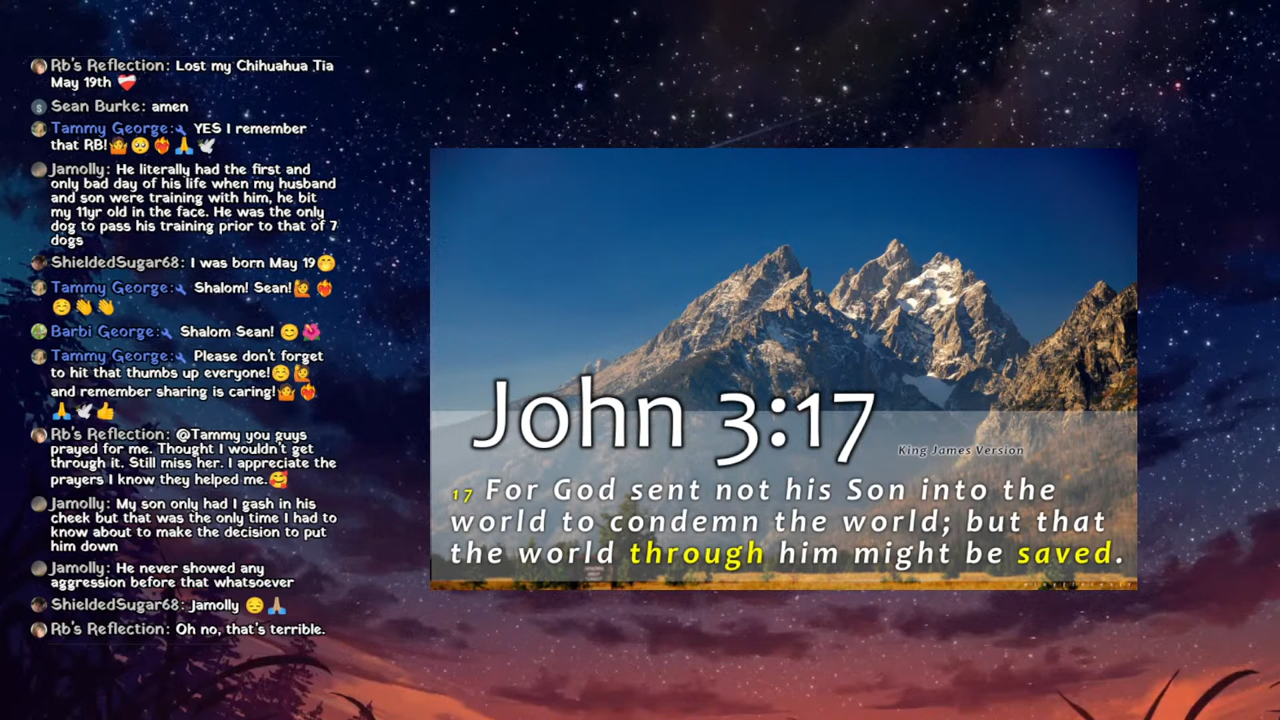 Rb's Reflection: Lost my Chihuahua Tia
May 19th ❤️‍🩹
Sean Burke: amen
Tammy George: YES I remember
that RB!🤷🥺❤️‍🔥🙏🕊️
Jamolly: He literally had the first and
only bad day of his life when my husband
and son were training with him, he bit
my 11yr old in the face. He was the only
dog to pass his training prior to that of 7
dogs
ShieldedSugar68: I was born May 19🤭
Tammy George: Shalom! Sean!🙋❤️‍🔥
☺️👏👏
Barbi George: Shalom Sean! 😊🌺
Tammy George: Please don't forget
to hit that thumbs up everyone!☺️🙋
and remember sharing is caring!🤷❤️‍🔥
🙏🕊️👍
Rb's Reflection: @Tammy you guys
prayed for me. Thought I wouldn't get
through it. Still miss her. I appreciate the
prayers I know they helped me.🥰
Jamolly: My son only had 1 gash in his
cheek but that was the only time I had to
know about to make the decision to put
him down
Jamolly: He never showed any
aggression before that whatsoever
ShieldedSugar68: Jamolly 😔🙏🏼
Rb's Reflection: Oh no, that's terrible.
John 3:17
King James Version
17 For God sent not his Son into the
world to condemn the world; but that
the world through him might be saved.